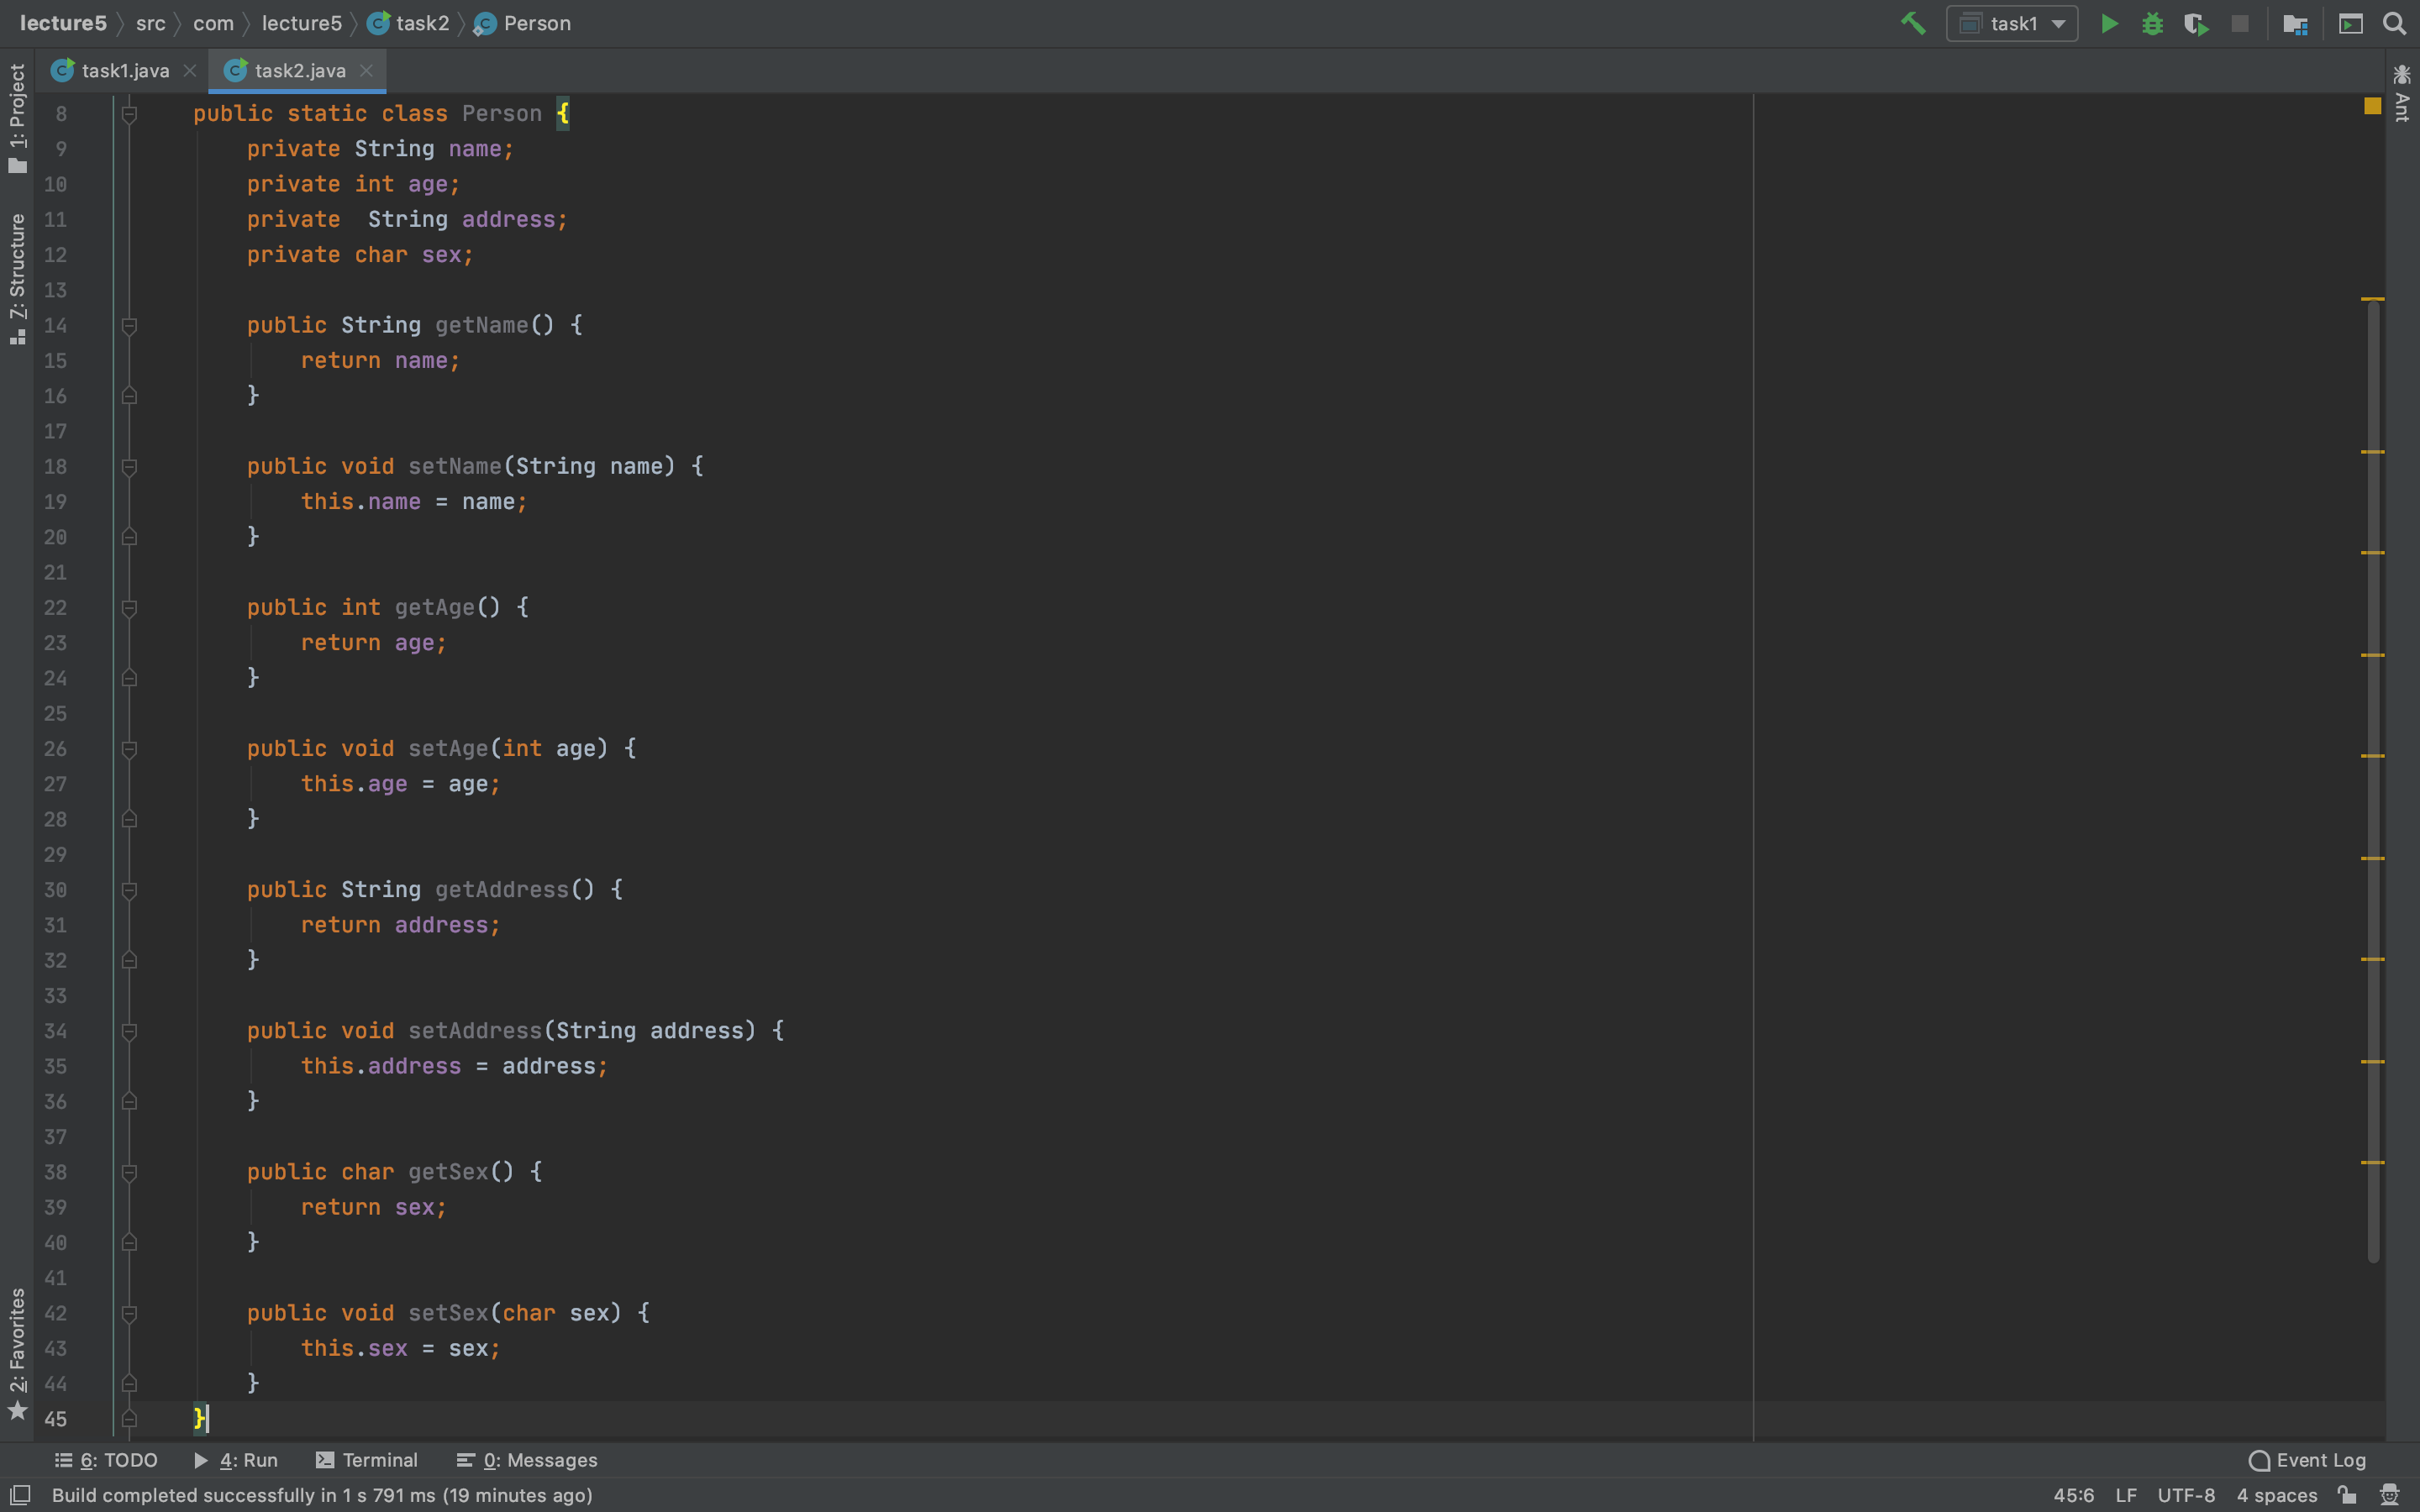 lecture5 src com lecture5 task2 Person task1
task1.java task2.java
1: Project
7: Structure
2: Favorites
Ant
8 public static class Person {
9 private String name;
10 private int age;
11 private  String address;
12 private char sex;
13
14 public String getName() {
15 return name;
16 }
17
18 public void setName(String name) {
19 this.name = name;
20 }
21
22 public int getAge() {
23 return age;
24 }
25
26 public void setAge(int age) {
27 this.age = age;
28 }
29
30 public String getAddress() {
31 return address;
32 }
33
34 public void setAddress(String address) {
35 this.address = address;
36 }
37
38 public char getSex() {
39 return sex;
40 }
41
42 public void setSex(char sex) {
43 this.sex = sex;
44 }
45 }
6: TODO 4: Run Terminal 0: Messages Event Log
Build completed successfully in 1 s 791 ms (19 minutes ago) 45:6 LF UTF-8 4 spaces